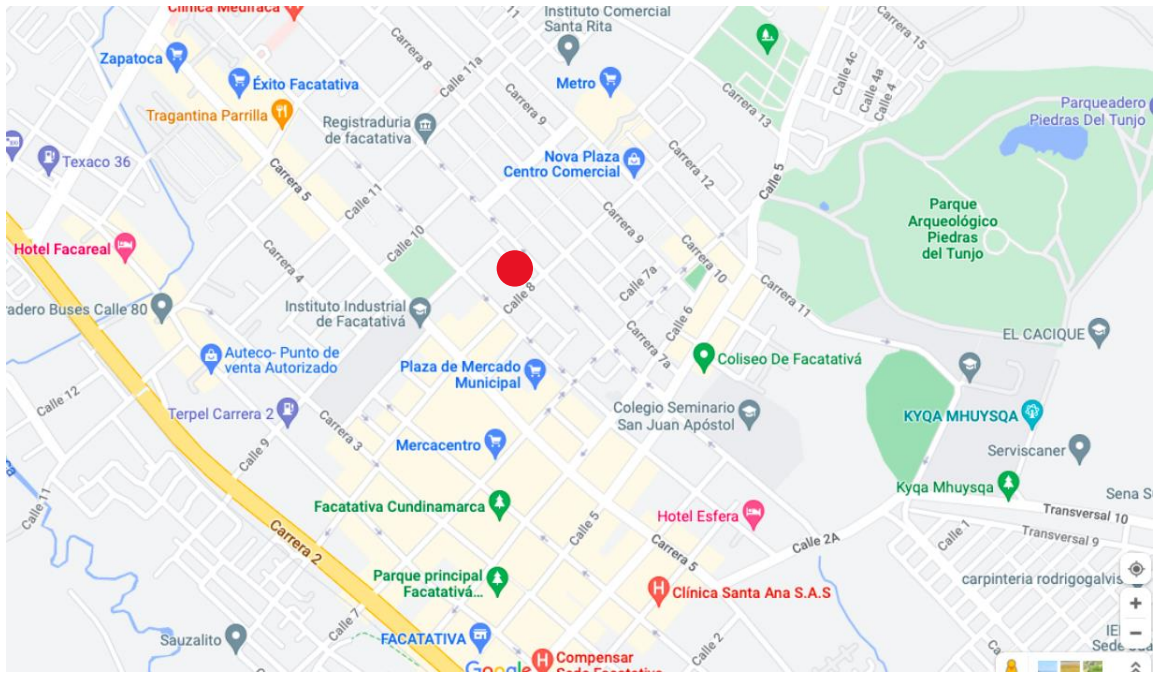 Clínica Medifaca
Instituto Comercial
Santa Rita
Carrera 8
Calle 11a
Carrera 15
Zapatoca
Éxito Facatativa
Metro
Carrera 9
Calle 4c
Calle 4a
Calle 4
Carrera 13
Parqueadero
Piedras Del Tunjo
Tragantina Parrilla
Registraduria
de facatativa
Texaco 36
Nova Plaza
Centro Comercial
Carrera 12
Calle 5
Carrera 5
Calle 11
Parque
Arqueológico
Piedras
del Tunjo
Hotel Facareal
Calle 10
Carrera 9
Carrera 10
Carrera 4
Calle 8
Calle 7a
Carrera 11
radero Buses Calle 80
Instituto Industrial
de Facatativá
Calle 6
Carrera 7a
EL CACIQUE
Auteco- Punto de
venta Autorizado
Plaza de Mercado
Municipal
Coliseo De Facatativá
Calle 12
Terpel Carrera 2
Colegio Seminario
San Juan Apóstol
KYQA MHUYSQA
Carrera 3
Calle 9
Mercacentro
Serviscaner
Calle 11
Facatativa Cundinamarca
Kyqa Mhuysqa
Sena S
Hotel Esfera
Transversal 10
Carrera 2
Calle 5
Calle 2A
Calle 1
Transversal 9
Carrera 5
Parque principal
Facatativá...
Clínica Santa Ana S.A.S
carpinteria rodrigogalvis
Calle 7
Sauzalito
FACATATIVA
Calle 2
Ca
IE
Sede
Google
Compensar
Sede Facatativa